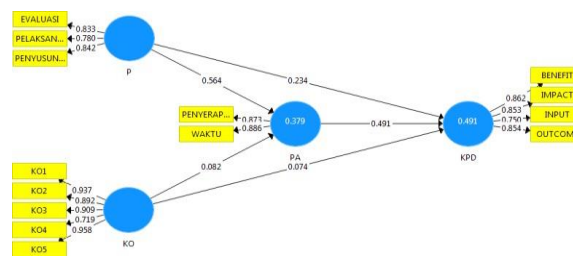 EVALUASI
PELAKSAN...
PENYUSUN...
0.833
0.780
0.842
P
0.564
0.234
PENYERAP...
WAKTU
0.873
0.886
0.379
PA
0.491
0.491
KPD
0.862
0.853
0.750
0.854
BENEFIT
IMPACT
INPUT
OUTCOM
0.082
0.074
KO1
KO2
KO3
KO4
KO5
0.937
0.892
0.909
0.719
0.958
KO